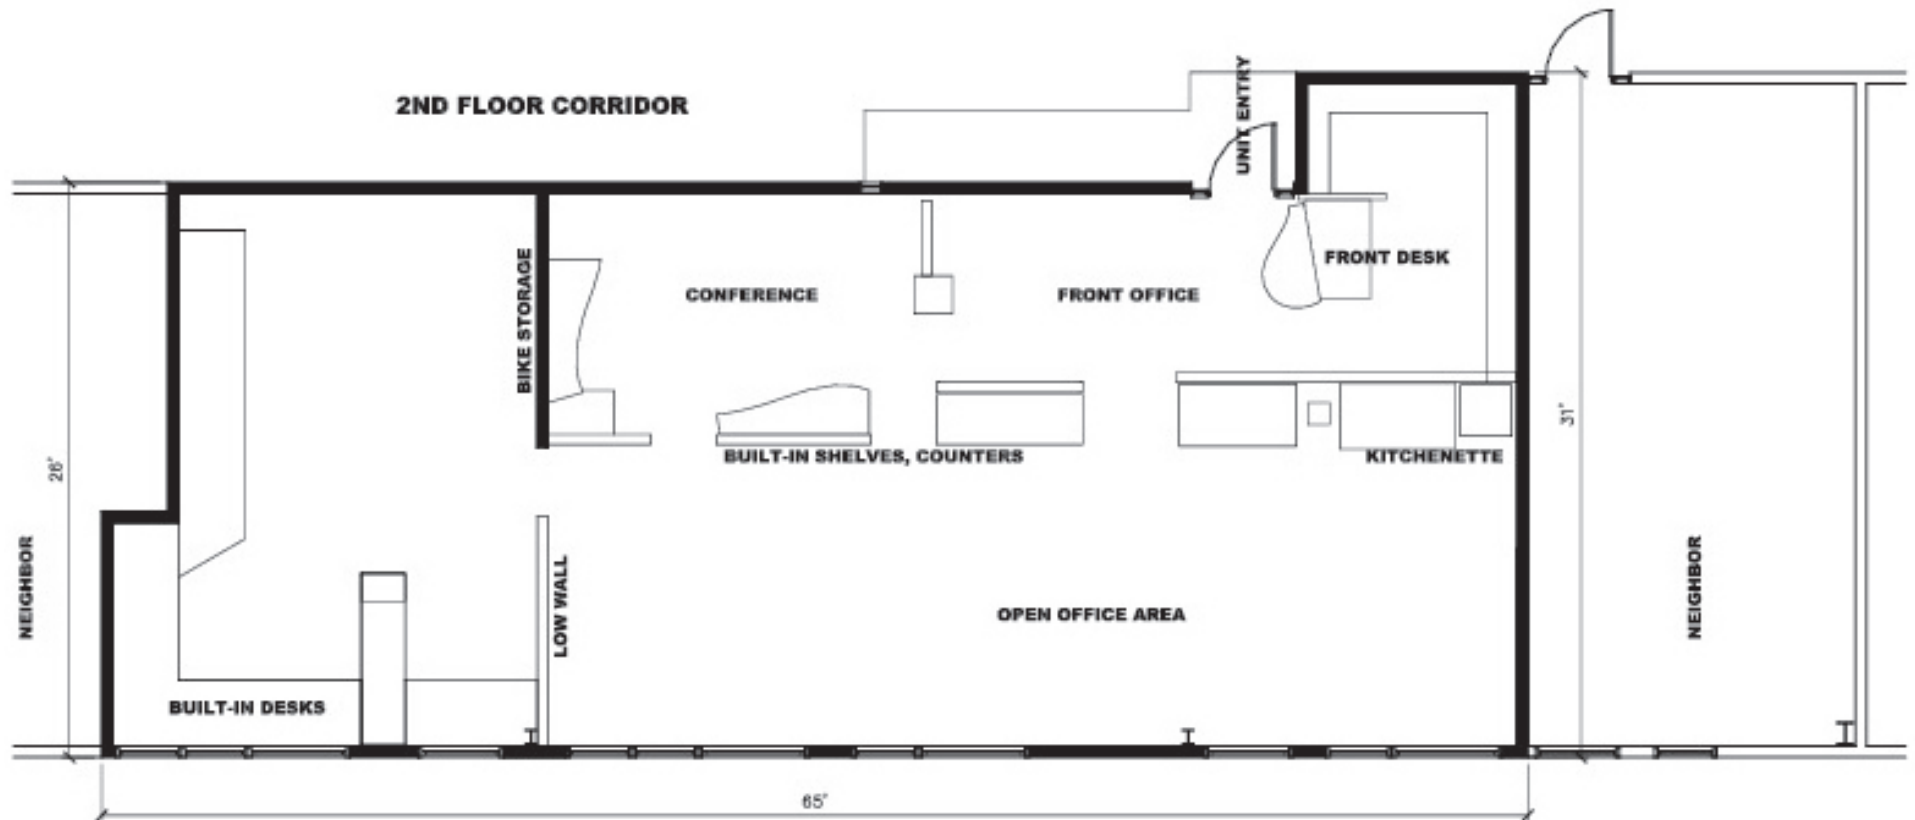 2ND FLOOR CORRIDOR
UNIT ENTRY
BIKE STORAGE
CONFERENCE
FRONT OFFICE
FRONT DESK
31'
26'
BUILT-IN SHELVES, COUNTERS
KITCHENETTE
NEIGHBOR
LOW WALL
OPEN OFFICE AREA
NEIGHBOR
BUILT-IN DESKS
65'